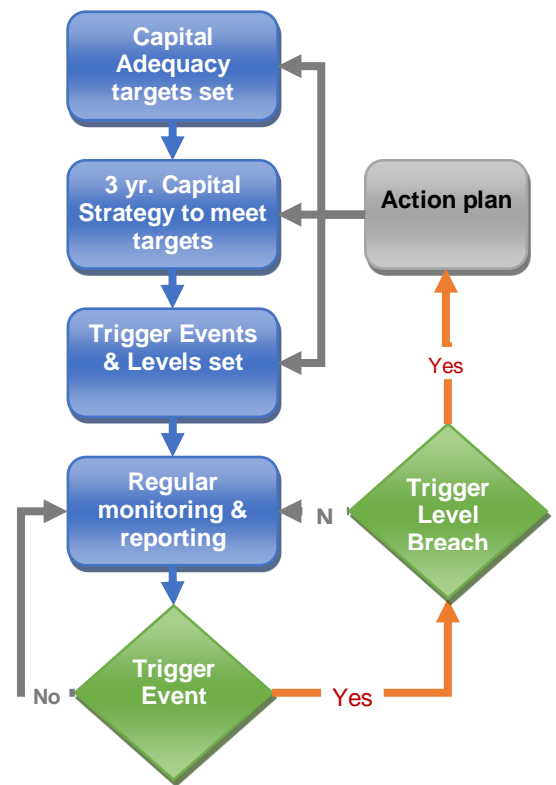 Capital
Adequacy
targets set
3 yr. Capital
Strategy to meet
targets
Action plan
Trigger Events
& Levels set
Yes
Regular
monitoring &
reporting
N
Trigger
Level
Breach
Trigger
Event
No
Yes